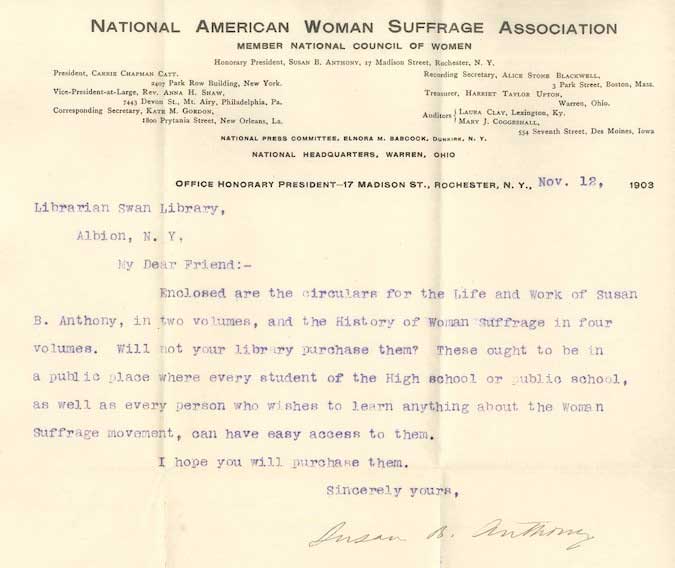 NATIONAL AMERICAN WOMAN SUFFRAGE ASSOCIATION
MEMBER NATIONAL COUNCIL OF WOMEN
Honorary President, SUSAN B. ANTHONY, 17 Madison Street, Rochester, N. Y.
President, CARRIE CHAPMAN CATT,
2407 Park Row Building, New York.
Vice-President-at-Large, REV. ANNA H. SHAW,
7443 Devon St., Mt. Airy, Philadelphia, Pa.
Corresponding Secretary, KATE M. GORDON,
1800 Prytania Street, New Orleans, La.
Recording Secretary, ALICE STONE BLACKWELL,
3 Park Street, Boston, Mass.
Treasurer, HARRIET TAYLOR UPTON,
Warren, Ohio.
Auditors { LAURA CLAY, Lexington, Ky.
MARY J. COGGESHALL,
554 Seventh Street, Des Moines, Iowa
NATIONAL PRESS COMMITTEE, ELNORA M. BABCOCK, DUNKIRK, N. Y.
NATIONAL HEADQUARTERS, WARREN, OHIO
OFFICE HONORARY PRESIDENT—17 MADISON ST., ROCHESTER, N. Y., Nov. 12, 1903
Librarian Swan Library,
Albion, N. Y.
My Dear Friend:-
Enclosed are the circulars for the Life and Work of Susan
B. Anthony, in two volumes, and the History of Woman Suffrage in four
volumes. Will not your library purchase them? These ought to be in
a public place where every student of the High school or public school,
as well as every person who wishes to learn anything about the Woman
Suffrage movement, can have easy access to them.
I hope you will purchase them.
Sincerely yours,
Susan B. Anthony